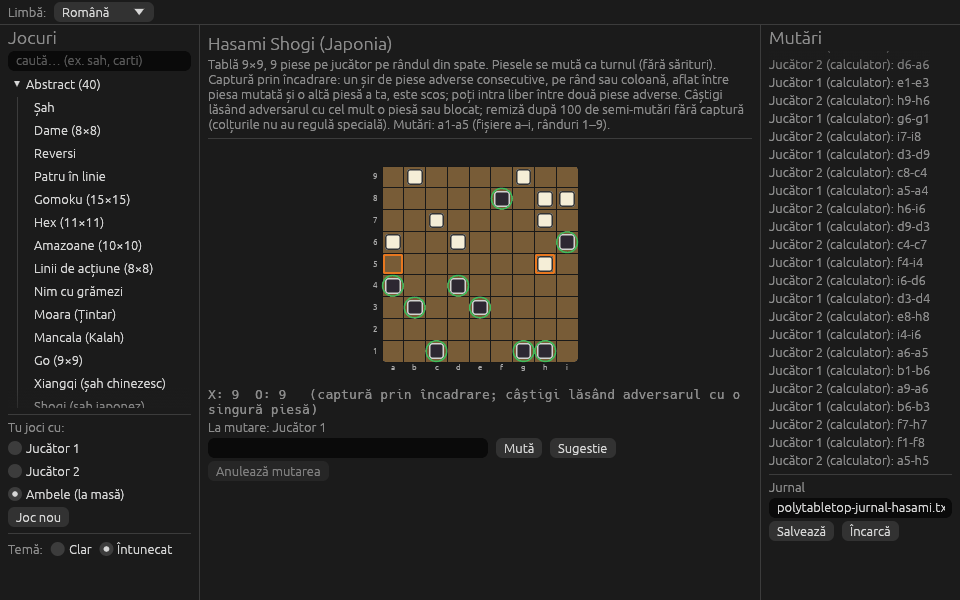 Limbă: Română
Jocuri
caută... (ex. sah, carti)
Abstract (40)
Șah
Dame (8×8)
Reversi
Patru în linie
Gomoku (15×15)
Hex (11×11)
Amazoane (10×10)
Linii de acțiune (8×8)
Nim cu grămezi
Moara (Țintar)
Mancala (Kalah)
Go (9×9)
Xiangqi (șah chinezesc)
Shogi (șah japonez)
Tu joci cu:
Jucător 1
Jucător 2
Ambele (la masă)
Joc nou
Temă: Clar Întunecat
Hasami Shogi (Japonia)
Tablă 9×9, 9 piese pe jucător pe rândul din spate. Piesele se mută ca turnul (fără sărituri).
Captură prin încadrare: un șir de piese adverse consecutive, pe rând sau coloană, aflat între
piesa mutată și o altă piesă a ta, este scos; poți intra liber între două piese adverse. Câștigi
lăsând adversarul cu cel mult o piesă sau blocat; remiză după 100 de semi-mutări fără captură
(colțurile nu au regulă specială). Mutări: a1-a5 (fișiere a–i, rânduri 1–9).
9
8
7
6
5
4
3
2
1
a b c d e f g h i
X: 9 O: 9 (captură prin încadrare; câștigi lăsând adversarul cu o
singură piesă)
La mutare: Jucător 1
Mută Sugestie
Anulează mutarea
Mutări
Jucător 2 (calculator): d6-a6
Jucător 1 (calculator): e1-e3
Jucător 2 (calculator): h9-h6
Jucător 1 (calculator): g6-g1
Jucător 2 (calculator): i7-i8
Jucător 1 (calculator): d3-d9
Jucător 2 (calculator): c8-c4
Jucător 1 (calculator): a5-a4
Jucător 2 (calculator): h6-i6
Jucător 1 (calculator): d9-d3
Jucător 2 (calculator): c4-c7
Jucător 1 (calculator): f4-i4
Jucător 2 (calculator): i6-d6
Jucător 1 (calculator): d3-d4
Jucător 2 (calculator): e8-h8
Jucător 1 (calculator): i4-i6
Jucător 2 (calculator): a6-a5
Jucător 1 (calculator): b1-b6
Jucător 2 (calculator): a9-a6
Jucător 1 (calculator): b6-b3
Jucător 2 (calculator): f7-h7
Jucător 1 (calculator): f1-f8
Jucător 2 (calculator): a5-h5
Jurnal
polytabletop-jurnal-hasami.tx
Salvează Încarcă